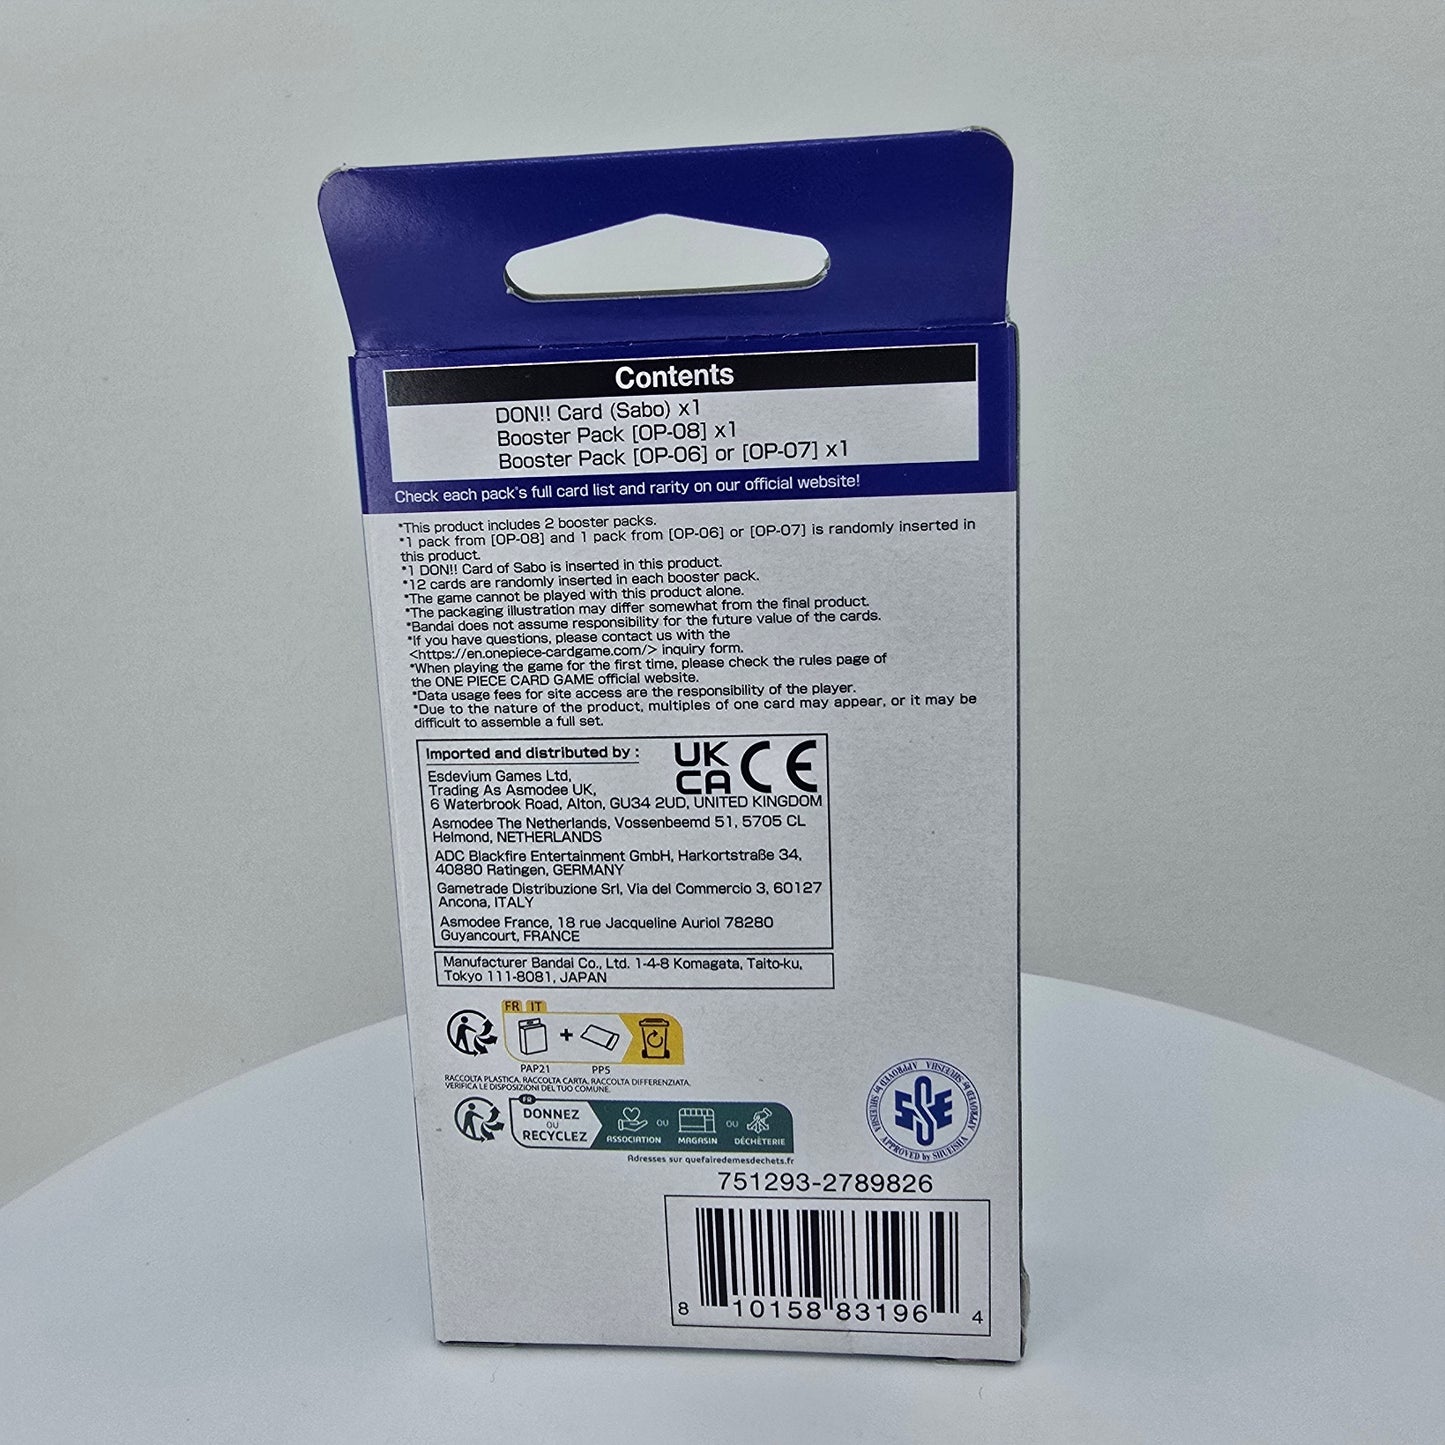 Contents
DON!! Card (Sabo) x1
Booster Pack [OP-08] x1
Booster Pack [OP-06] or [OP-07] x1
Check each pack's full card list and rarity on our official website!
*This product includes 2 booster packs.
*1 pack from [OP-08] and 1 pack from [OP-06] or [OP-07] is randomly inserted in
this product.
*1 DON!! Card of Sabo is inserted in this product.
*12 cards are randomly inserted in each booster pack.
*The game cannot be played with this product alone.
*The packaging illustration may differ somewhat from the final product.
*Bandai does not assume responsibility for the future value of the cards.
*If you have questions, please contact us with the
<https://en.onepiece-cardgame.com/> inquiry form.
*When playing the game for the first time, please check the rules page of
the ONE PIECE CARD GAME official website.
*Data usage fees for site access are the responsibility of the player.
*Due to the nature of the product, multiples of one card may appear, or it may be
difficult to assemble a full set.
Imported and distributed by :
UK
CA
CE
Esdevium Games Ltd,
Trading As Asmodee UK,
6 Waterbrook Road, Alton, GU34 2UD, UNITED KINGDOM
Asmodee The Netherlands, Vossenbeemd 51, 5705 CL
Helmond, NETHERLANDS
ADC Blackfire Entertainment GmbH, Harkortstraße 34,
40880 Ratingen, GERMANY
Gametrade Distribuzione Srl, Via del Commercio 3, 60127
Ancona, ITALY
Asmodee France, 18 rue Jacqueline Auriol 78280
Guyancourt, FRANCE
Manufacturer Bandai Co., Ltd. 1-4-8 Komagata, Taito-ku,
Tokyo 111-8081, JAPAN
FR IT
+
PAP21 PP5
RACCOLTA PLASTICA. RACCOLTA CARTA. RACCOLTA DIFFERENZIATA.
VERIFICA LE DISPOSIZIONI DEL TUO COMUNE.
FR
DONNEZ
OU
RECYCLEZ
ASSOCIATION OU MAGASIN OU DÉCHÈTERIE
Adresses sur quefairedemesdechets.fr
APPROVED by SHUEISHA APPROVED by SHUEISHA APPROVED by SHUEISHA
SSE
751293-2789826
8 10158 83196 4